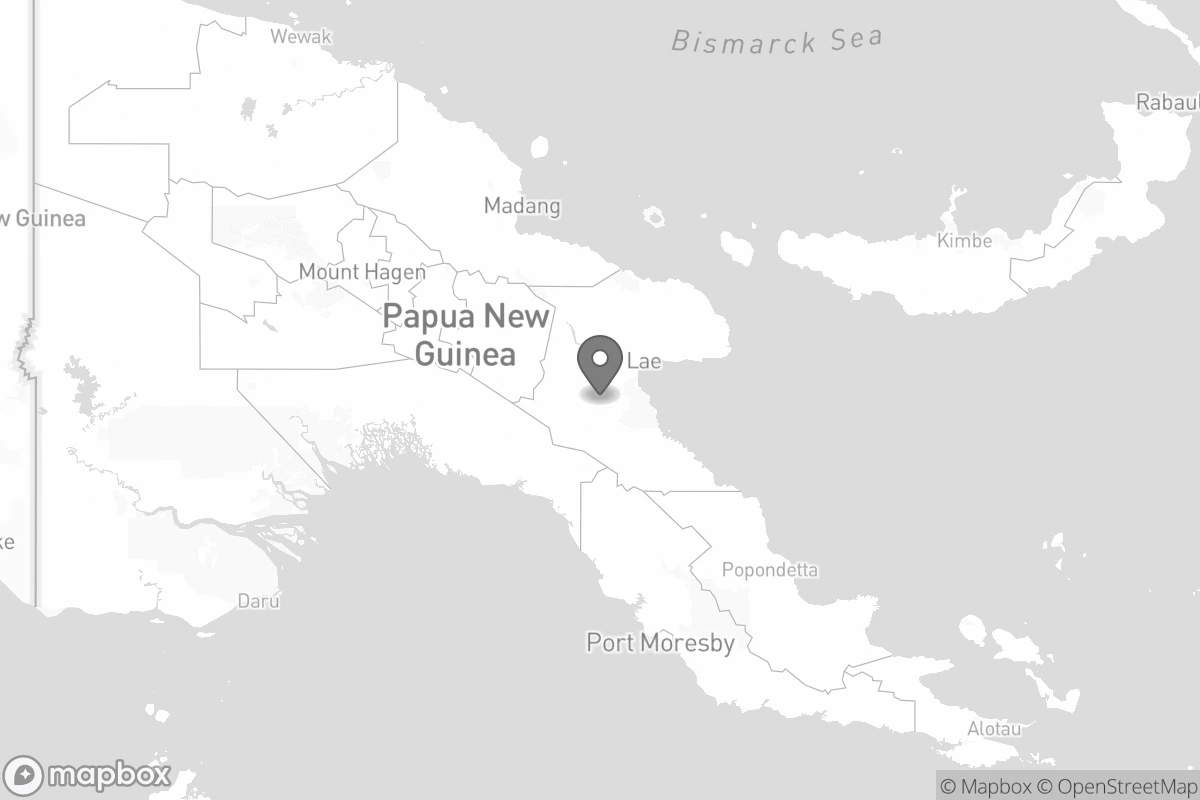 Wewak
Bismarck Sea
Rabaul
Madang
w Guinea
Kimbe
Mount Hagen
Papua New
Guinea
Lae
ke
Popondetta
Daru
Port Moresby
Alotau
mapbox
© Mapbox © OpenStreetMap